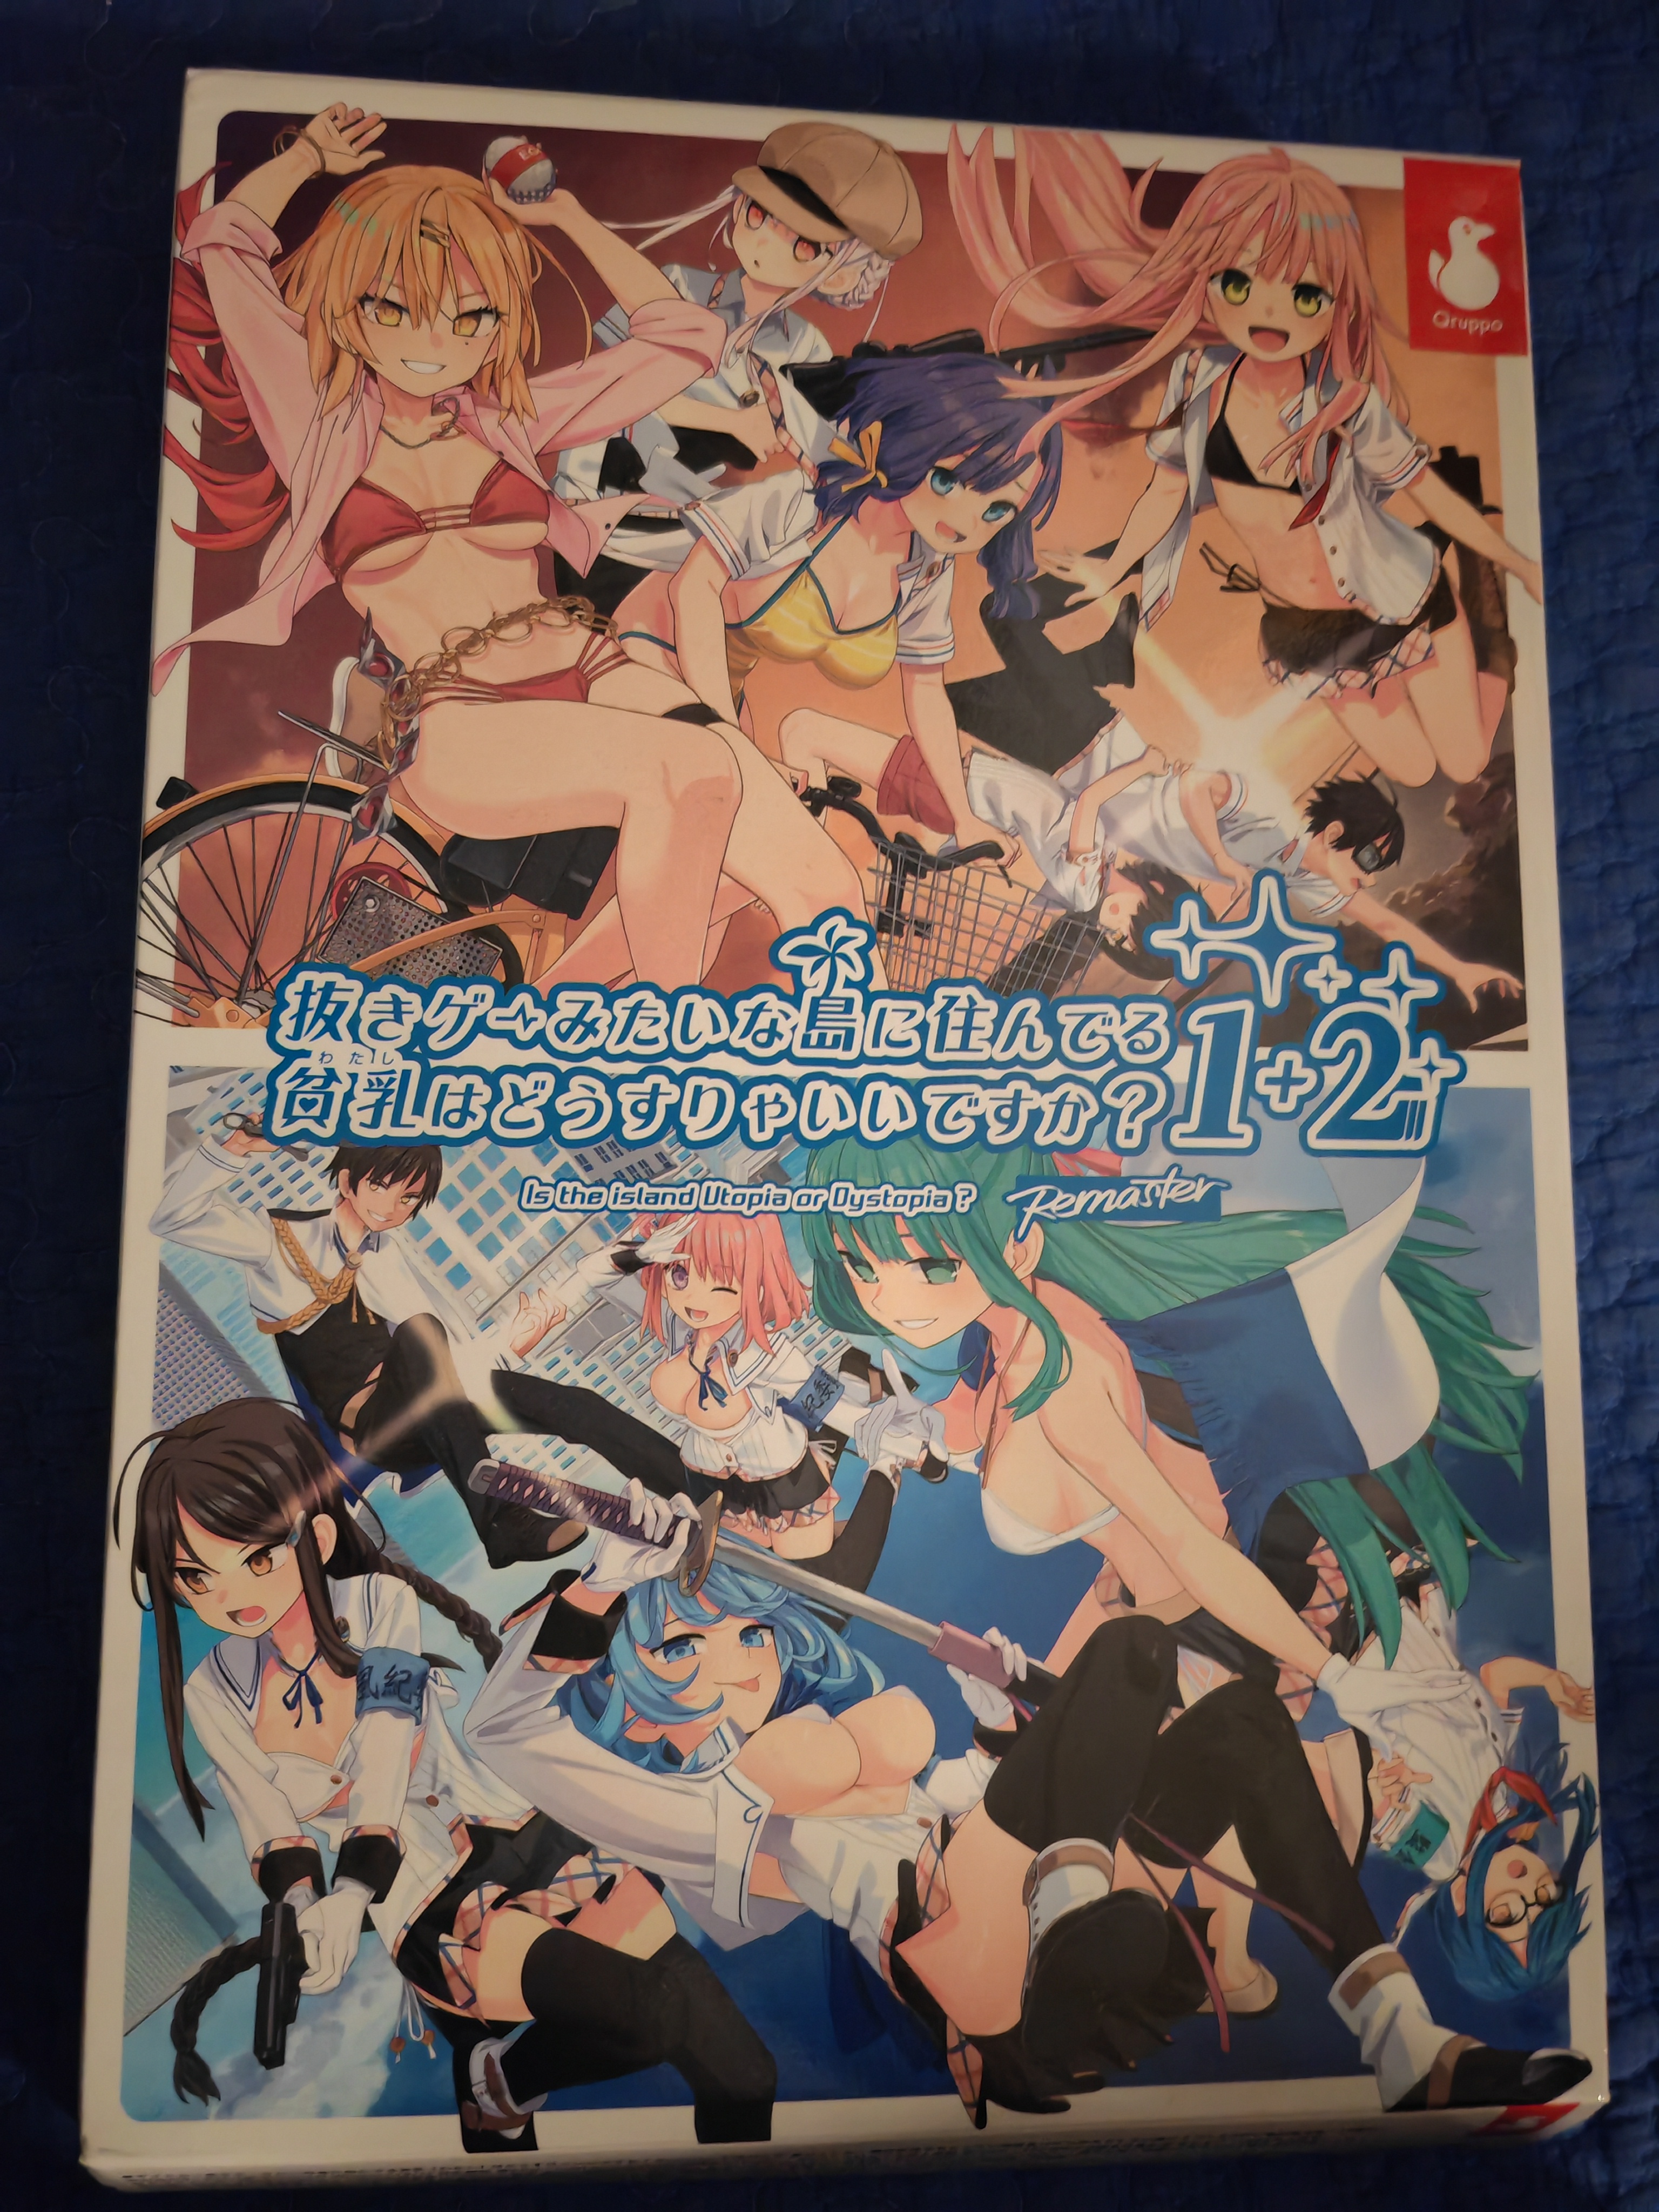 Qruppo
抜きゲーみたいな島に住んでる
わたし
貧乳はどうすりゃいいですか？
1+2
Is the island Utopia or Dystopia ?
Remaster
風紀